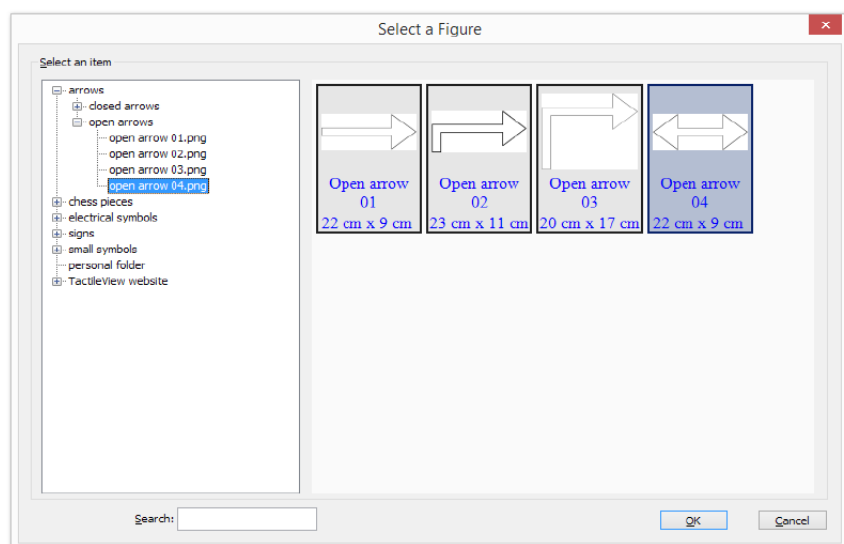 Select a Figure
×
Select an item
arrows
closed arrows
open arrows
open arrow 01.png
open arrow 02.png
open arrow 03.png
open arrow 04.png
chess pieces
electrical symbols
signs
small symbols
personal folder
TactileView website
Open arrow
01
22 cm x 9 cm
Open arrow
02
23 cm x 11 cm
Open arrow
03
20 cm x 17 cm
Open arrow
04
22 cm x 9 cm
Search:
OK
Cancel